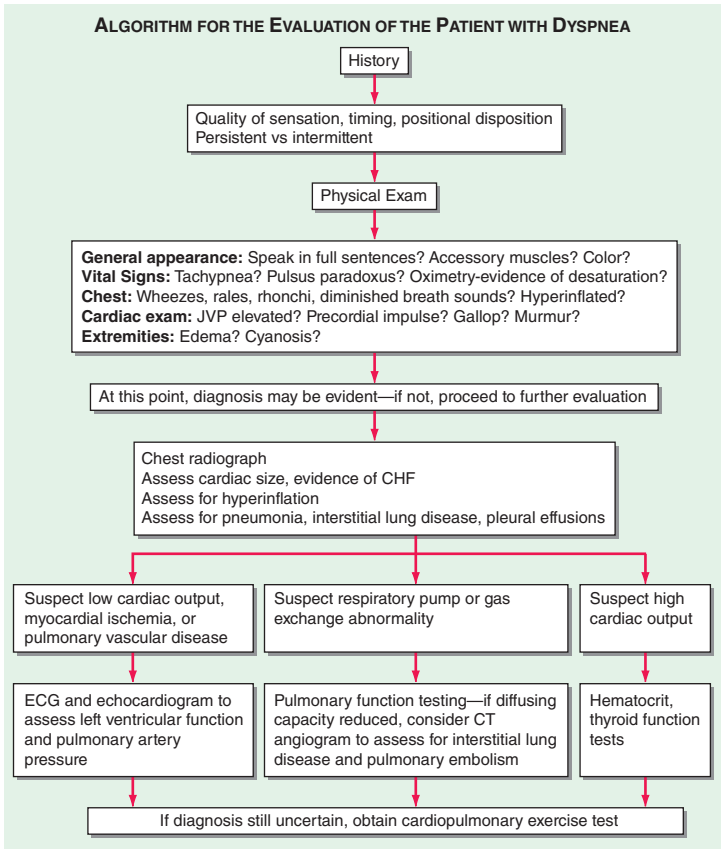 ALGORITHM FOR THE EVALUATION OF THE PATIENT WITH DYSPNEA
History
Quality of sensation, timing, positional disposition
Persistent vs intermittent
Physical Exam
General appearance: Speak in full sentences? Accessory muscles? Color?
Vital Signs: Tachypnea? Pulsus paradoxus? Oximetry-evidence of desaturation?
Chest: Wheezes, rales, rhonchi, diminished breath sounds? Hyperinflated?
Cardiac exam: JVP elevated? Precordial impulse? Gallop? Murmur?
Extremities: Edema? Cyanosis?
At this point, diagnosis may be evident—if not, proceed to further evaluation
Chest radiograph
Assess cardiac size, evidence of CHF
Assess for hyperinflation
Assess for pneumonia, interstitial lung disease, pleural effusions
Suspect low cardiac output,
myocardial ischemia, or
pulmonary vascular disease
Suspect respiratory pump or gas
exchange abnormality
Suspect high
cardiac output
ECG and echocardiogram to
assess left ventricular function
and pulmonary artery
pressure
Pulmonary function testing—if diffusing
capacity reduced, consider CT
angiogram to assess for interstitial lung
disease and pulmonary embolism
Hematocrit,
thyroid function
tests
If diagnosis still uncertain, obtain cardiopulmonary exercise test